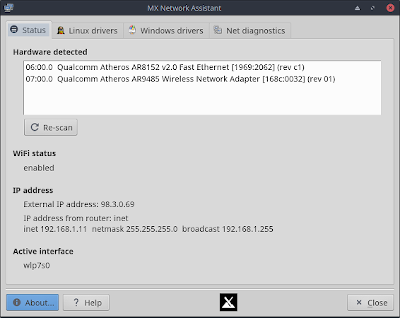 MX Network Assistant
Status Linux drivers Windows drivers Net diagnostics
Hardware detected
06:00.0 Qualcomm Atheros AR8152 v2.0 Fast Ethernet [1969:2062] (rev c1)
07:00.0 Qualcomm Atheros AR9485 Wireless Network Adapter [168c:0032] (rev 01)
Re-scan
WiFi status
enabled
IP address
External IP address: 98.3.0.69
IP address from router: inet
inet 192.168.1.11 netmask 255.255.255.0 broadcast 192.168.1.255
Active interface
wlp7s0
About... Help Close